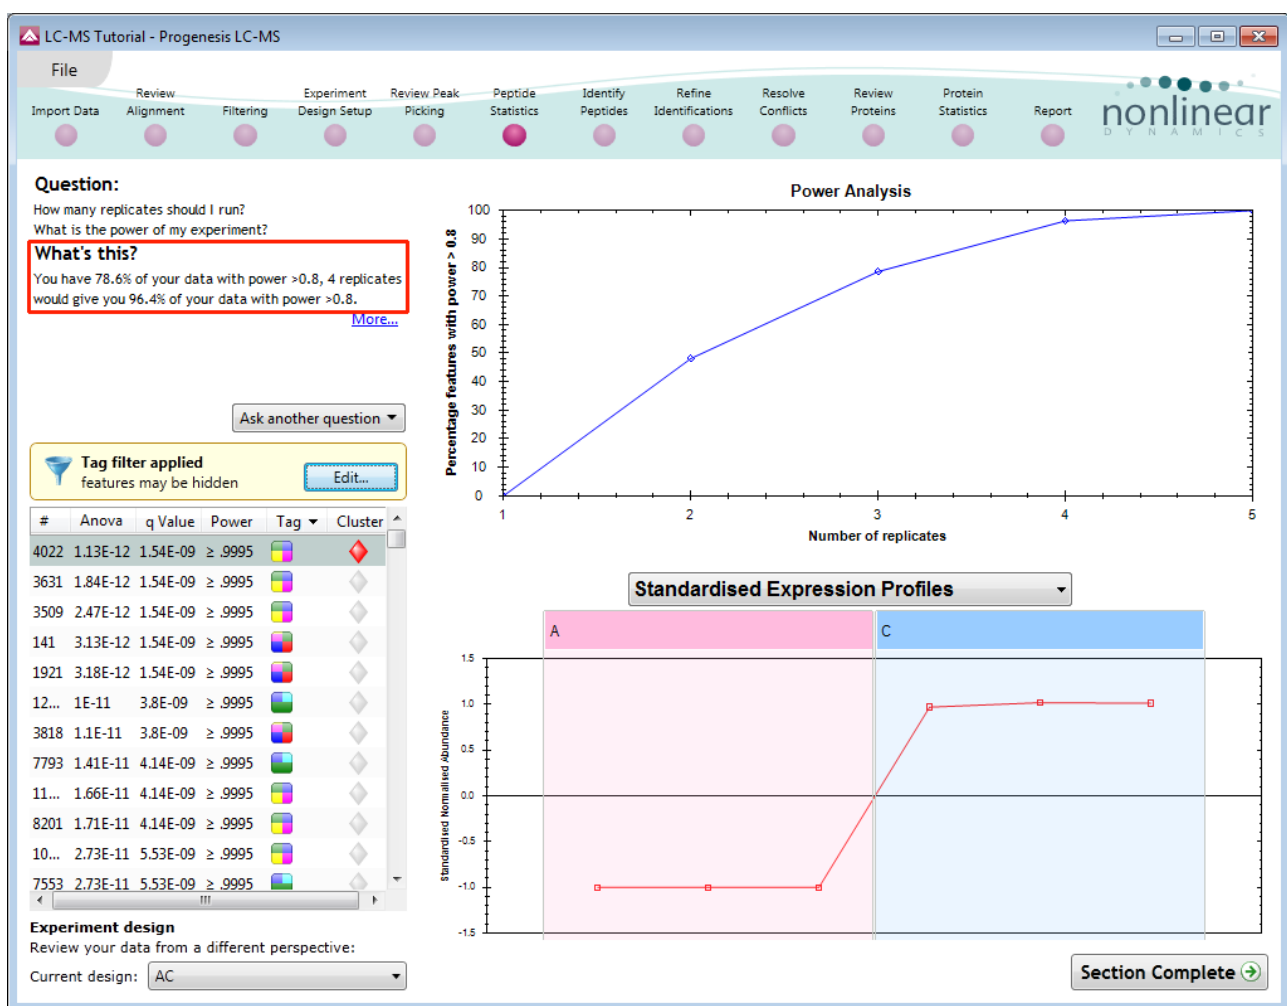 LC-MS Tutorial - Progenesis LC-MS
File
Import Data
Review Alignment
Filtering
Experiment Design Setup
Review Peak Picking
Peptide Statistics
Identify Peptides
Refine Identifications
Resolve Conflicts
Review Proteins
Protein Statistics
Report
nonlinear
DYNAMICS
Question:
How many replicates should I run?
What is the power of my experiment?
What's this?
You have 78.6% of your data with power >0.8, 4 replicates
would give you 96.4% of your data with power >0.8.
More...
Ask another question
Tag filter applied
features may be hidden
Edit...
# Anova q Value Power Tag Cluster
4022 1.13E-12 1.54E-09 ≥ .9995
3631 1.84E-12 1.54E-09 ≥ .9995
3509 2.47E-12 1.54E-09 ≥ .9995
141 3.13E-12 1.54E-09 ≥ .9995
1921 3.18E-12 1.54E-09 ≥ .9995
12... 1E-11 3.8E-09 ≥ .9995
3818 1.1E-11 3.8E-09 ≥ .9995
7793 1.41E-11 4.14E-09 ≥ .9995
11... 1.66E-11 4.14E-09 ≥ .9995
8201 1.71E-11 4.14E-09 ≥ .9995
10... 2.73E-11 5.53E-09 ≥ .9995
7553 2.73E-11 5.53E-09 ≥ .9995
Experiment design
Review your data from a different perspective:
Current design: AC
Power Analysis
Percentage features with power > 0.8
100
90
80
70
60
50
40
30
20
10
0
1 2 3 4 5
Number of replicates
Standardised Expression Profiles
A C
Standardised Normalised Abundance
1.5
1.0
0.5
0.0
-0.5
-1.0
-1.5
Section Complete